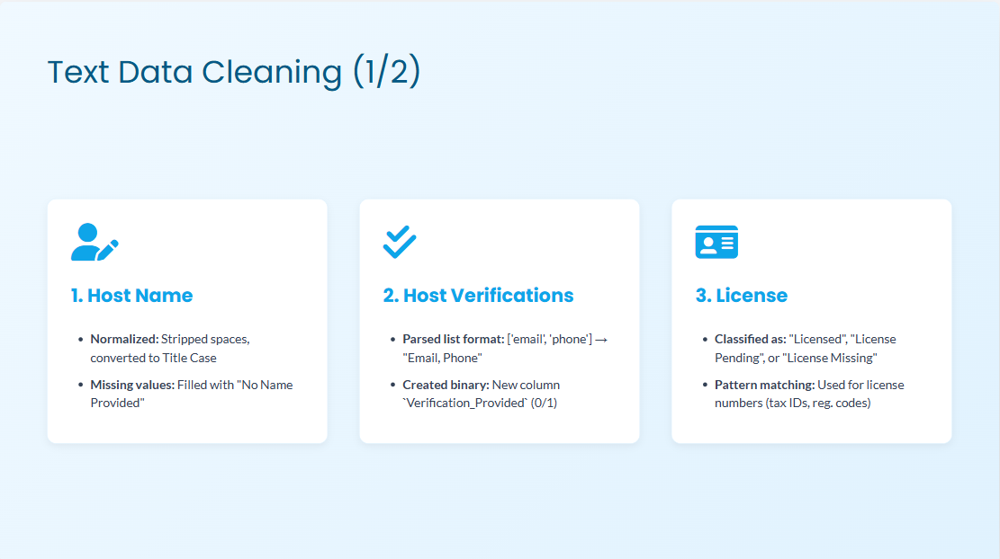 Text Data Cleaning (1/2)
1. Host Name
• Normalized: Stripped spaces,
converted to Title Case
• Missing values: Filled with "No Name
Provided"
2. Host Verifications
• Parsed list format: ['email', 'phone'] →
"Email, Phone"
• Created binary: New column
`Verification_Provided` (0/1)
3. License
• Classified as: "Licensed", "License
Pending", or "License Missing"
• Pattern matching: Used for license
numbers (tax IDs, reg. codes)